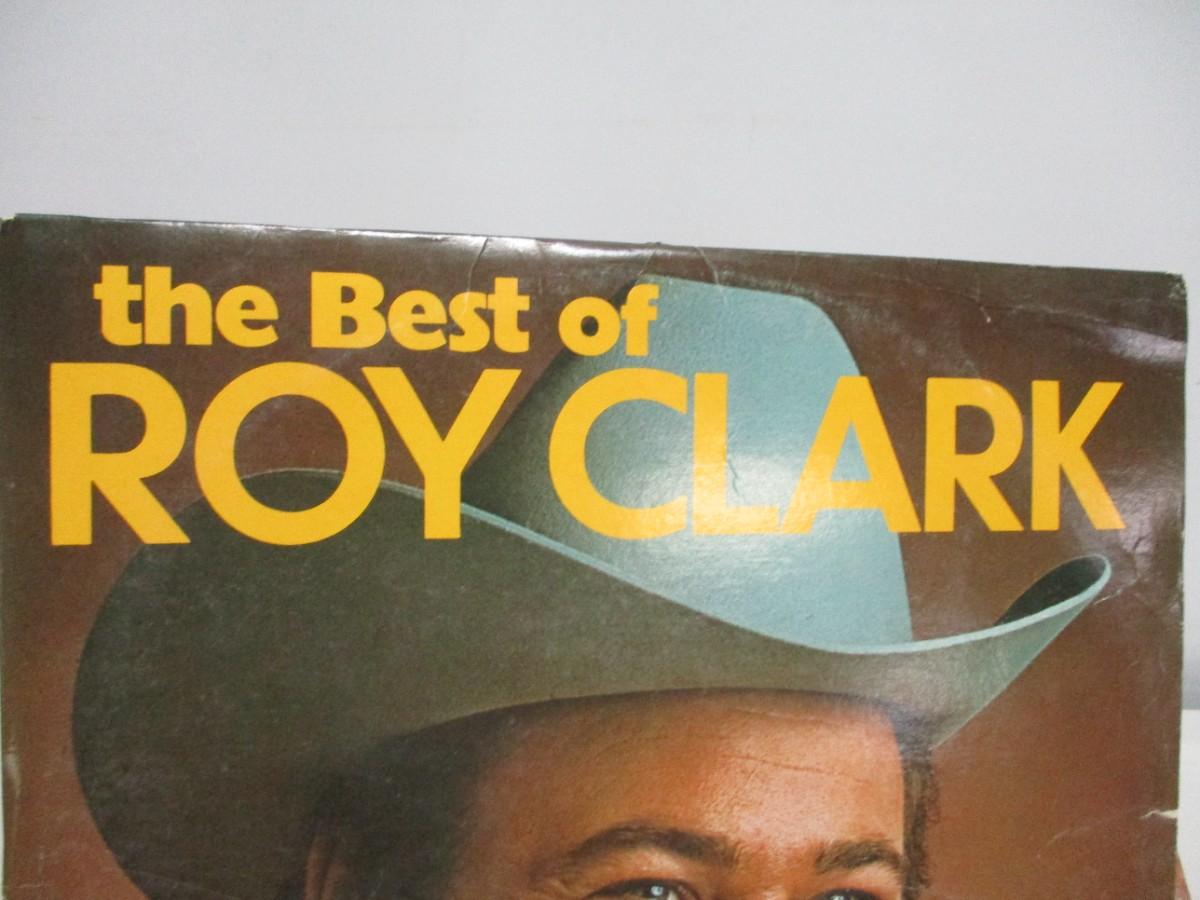 the Best of
ROY CLARK